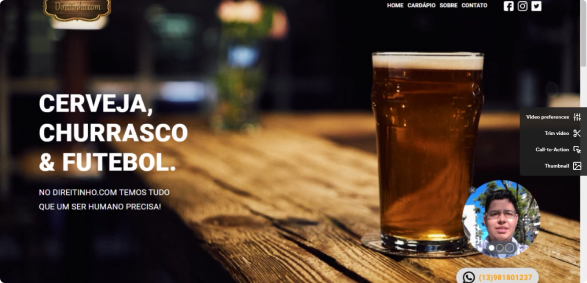 Direitinho.com
HOME CARDÁPIO SOBRE CONTATO
CERVEJA,
CHURRASCO
& FUTEBOL.
NO DIREITINHO.COM TEMOS TUDO
QUE UM SER HUMANO PRECISA!
Video preferences
Trim video
Call-to-Action
Thumbnail
(13)981801237